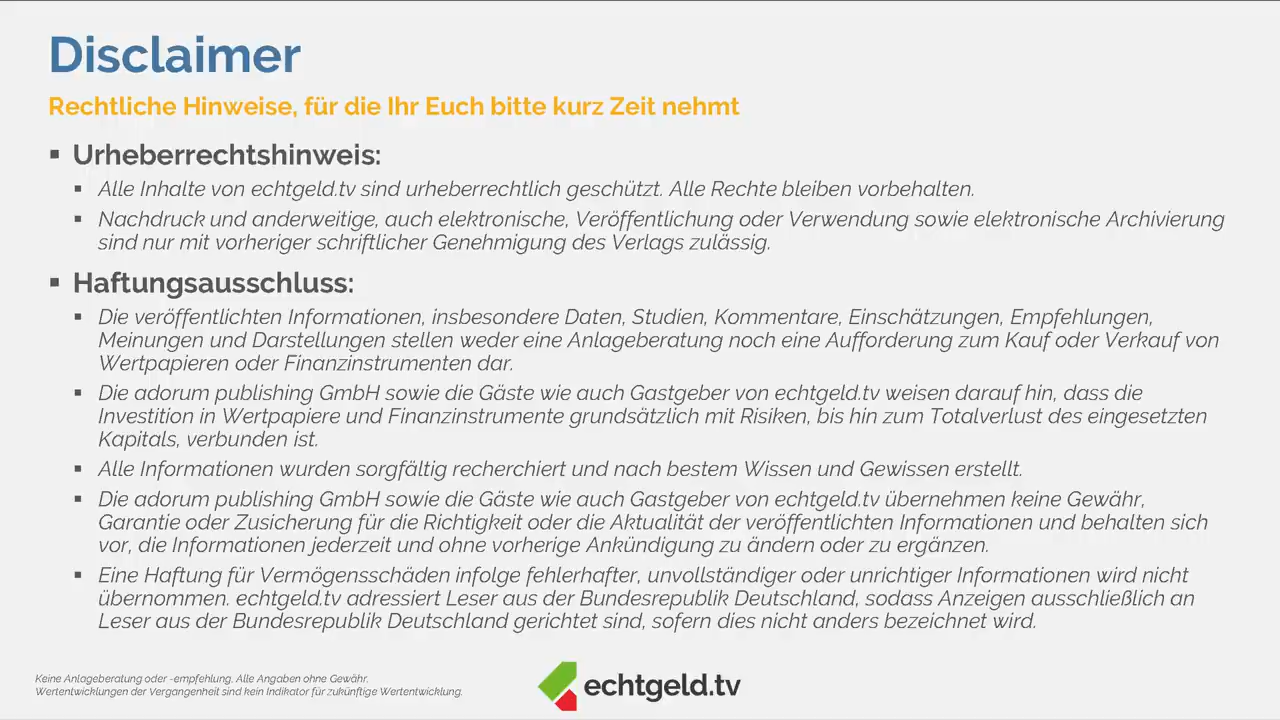 Disclaimer
Rechtliche Hinweise, für die Ihr Euch bitte kurz Zeit nehmt
▪ Urheberrechtshinweis:
▪ Alle Inhalte von echtgeld.tv sind urheberrechtlich geschützt. Alle Rechte bleiben vorbehalten.
▪ Nachdruck und anderweitige, auch elektronische, Veröffentlichung oder Verwendung sowie elektronische Archivierung
sind nur mit vorheriger schriftlicher Genehmigung des Verlags zulässig.
▪ Haftungsausschluss:
▪ Die veröffentlichten Informationen, insbesondere Daten, Studien, Kommentare, Einschätzungen, Empfehlungen,
Meinungen und Darstellungen stellen weder eine Anlageberatung noch eine Aufforderung zum Kauf oder Verkauf von
Wertpapieren oder Finanzinstrumenten dar.
▪ Die adorum publishing GmbH sowie die Gäste wie auch Gastgeber von echtgeld.tv weisen darauf hin, dass die
Investition in Wertpapiere und Finanzinstrumente grundsätzlich mit Risiken, bis hin zum Totalverlust des eingesetzten
Kapitals, verbunden ist.
▪ Alle Informationen wurden sorgfältig recherchiert und nach bestem Wissen und Gewissen erstellt.
▪ Die adorum publishing GmbH sowie die Gäste wie auch Gastgeber von echtgeld.tv übernehmen keine Gewähr,
Garantie oder Zusicherung für die Richtigkeit oder die Aktualität der veröffentlichten Informationen und behalten sich
vor, die Informationen jederzeit und ohne vorherige Ankündigung zu ändern oder zu ergänzen.
▪ Eine Haftung für Vermögensschäden infolge fehlerhafter, unvollständiger oder unrichtiger Informationen wird nicht
übernommen. echtgeld.tv adressiert Leser aus der Bundesrepublik Deutschland, sodass Anzeigen ausschließlich an
Leser aus der Bundesrepublik Deutschland gerichtet sind, sofern dies nicht anders bezeichnet wird.
Keine Anlageberatung oder -empfehlung. Alle Angaben ohne Gewähr.
Wertentwicklungen der Vergangenheit sind kein Indikator für zukünftige Wertentwicklung.
echtgeld.tv